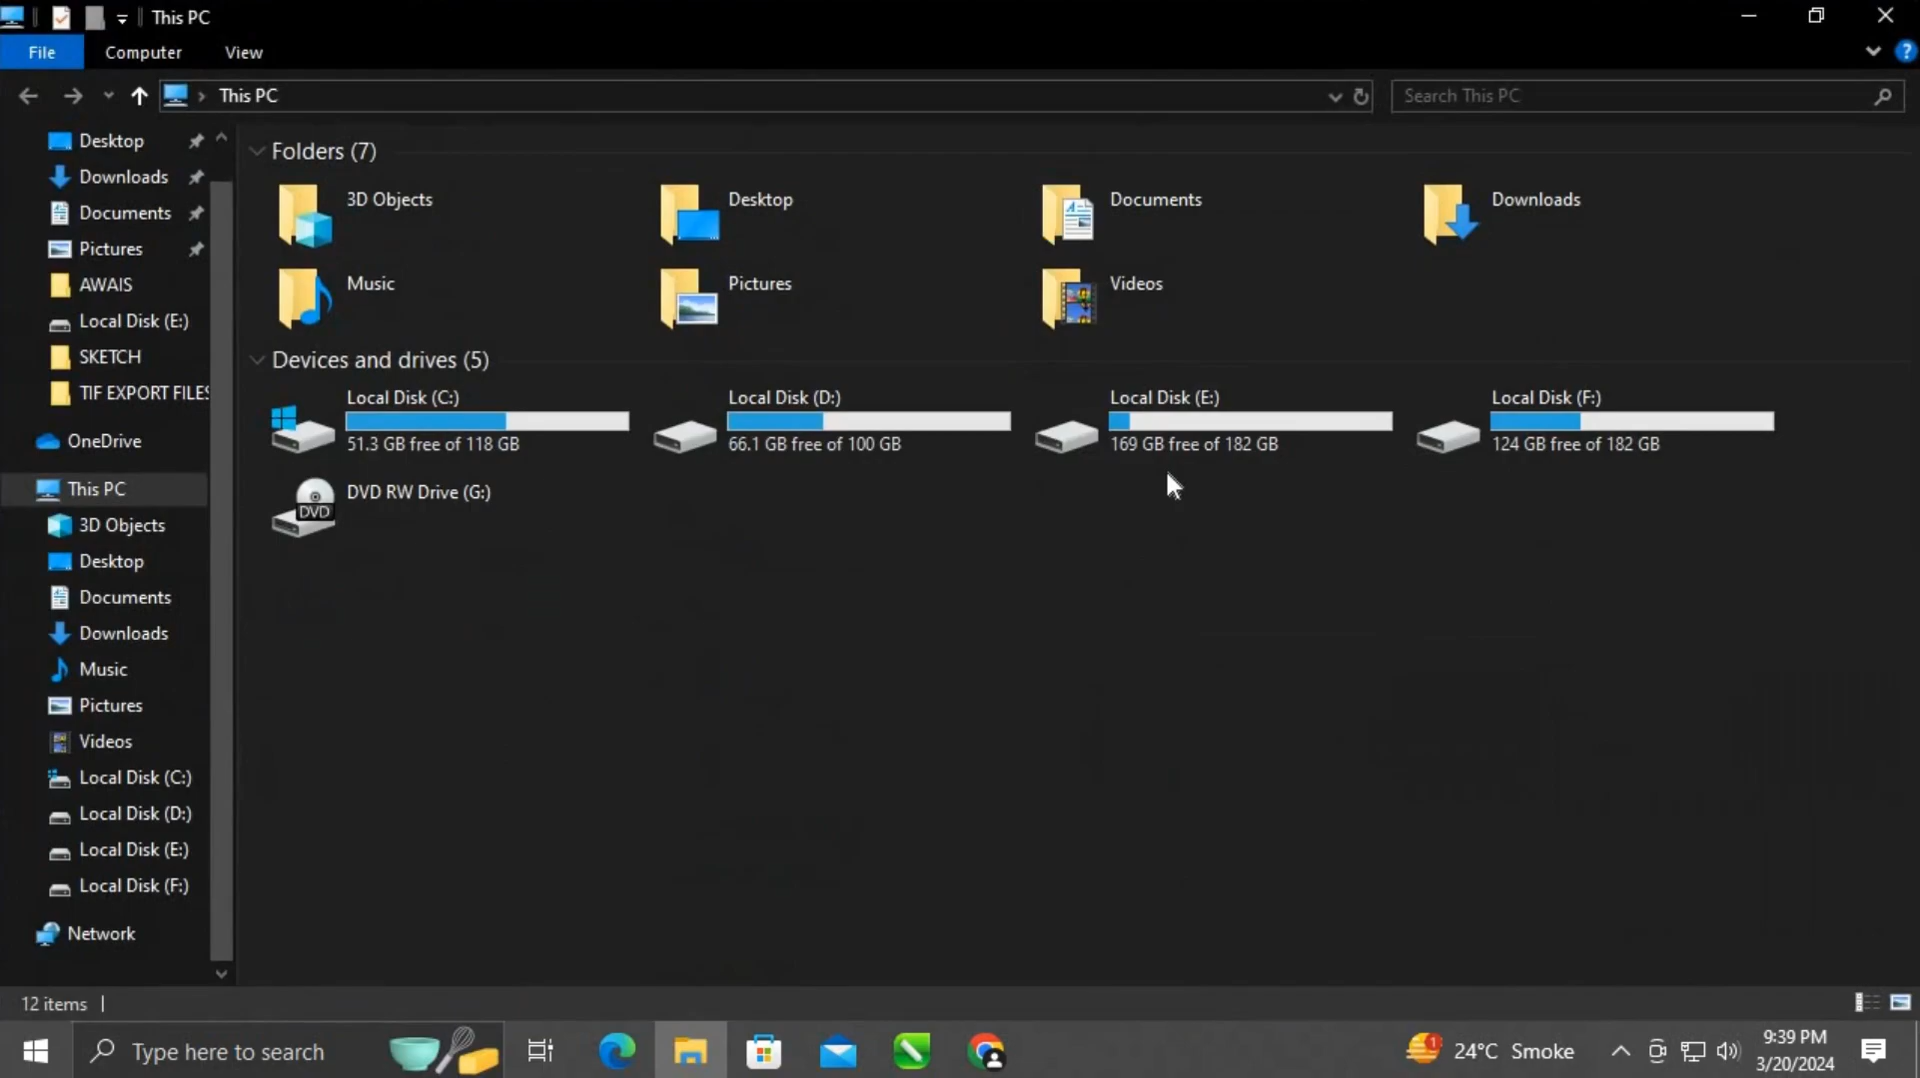 This PC
File
Computer
View
This PC
Search This PC
Desktop
Downloads
Documents
Pictures
AWAIS
Local Disk (E:)
SKETCH
TIF EXPORT FILES
OneDrive
This PC
3D Objects
Desktop
Documents
Downloads
Music
Pictures
Videos
Local Disk (C:)
Local Disk (D:)
Local Disk (E:)
Local Disk (F:)
Network
Folders (7)
3D Objects
Desktop
Documents
Downloads
Music
Pictures
Videos
Devices and drives (5)
Local Disk (C:)
51.3 GB free of 118 GB
Local Disk (D:)
66.1 GB free of 100 GB
Local Disk (E:)
169 GB free of 182 GB
Local Disk (F:)
124 GB free of 182 GB
DVD
DVD RW Drive (G:)
12 items
Type here to search
1
24°C Smoke
9:39 PM
3/20/2024